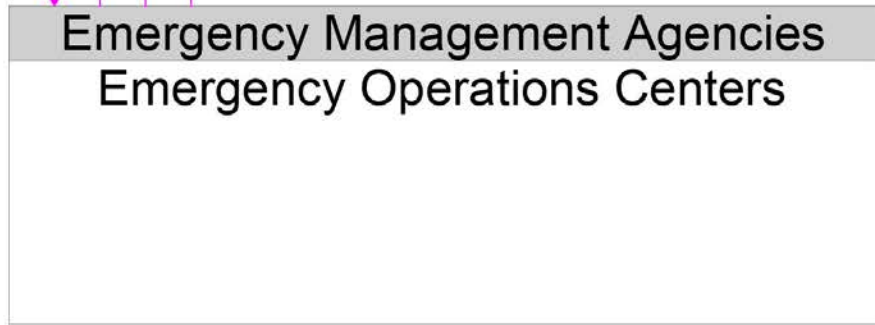 Emergency Management Agencies
Emergency Operations Centers